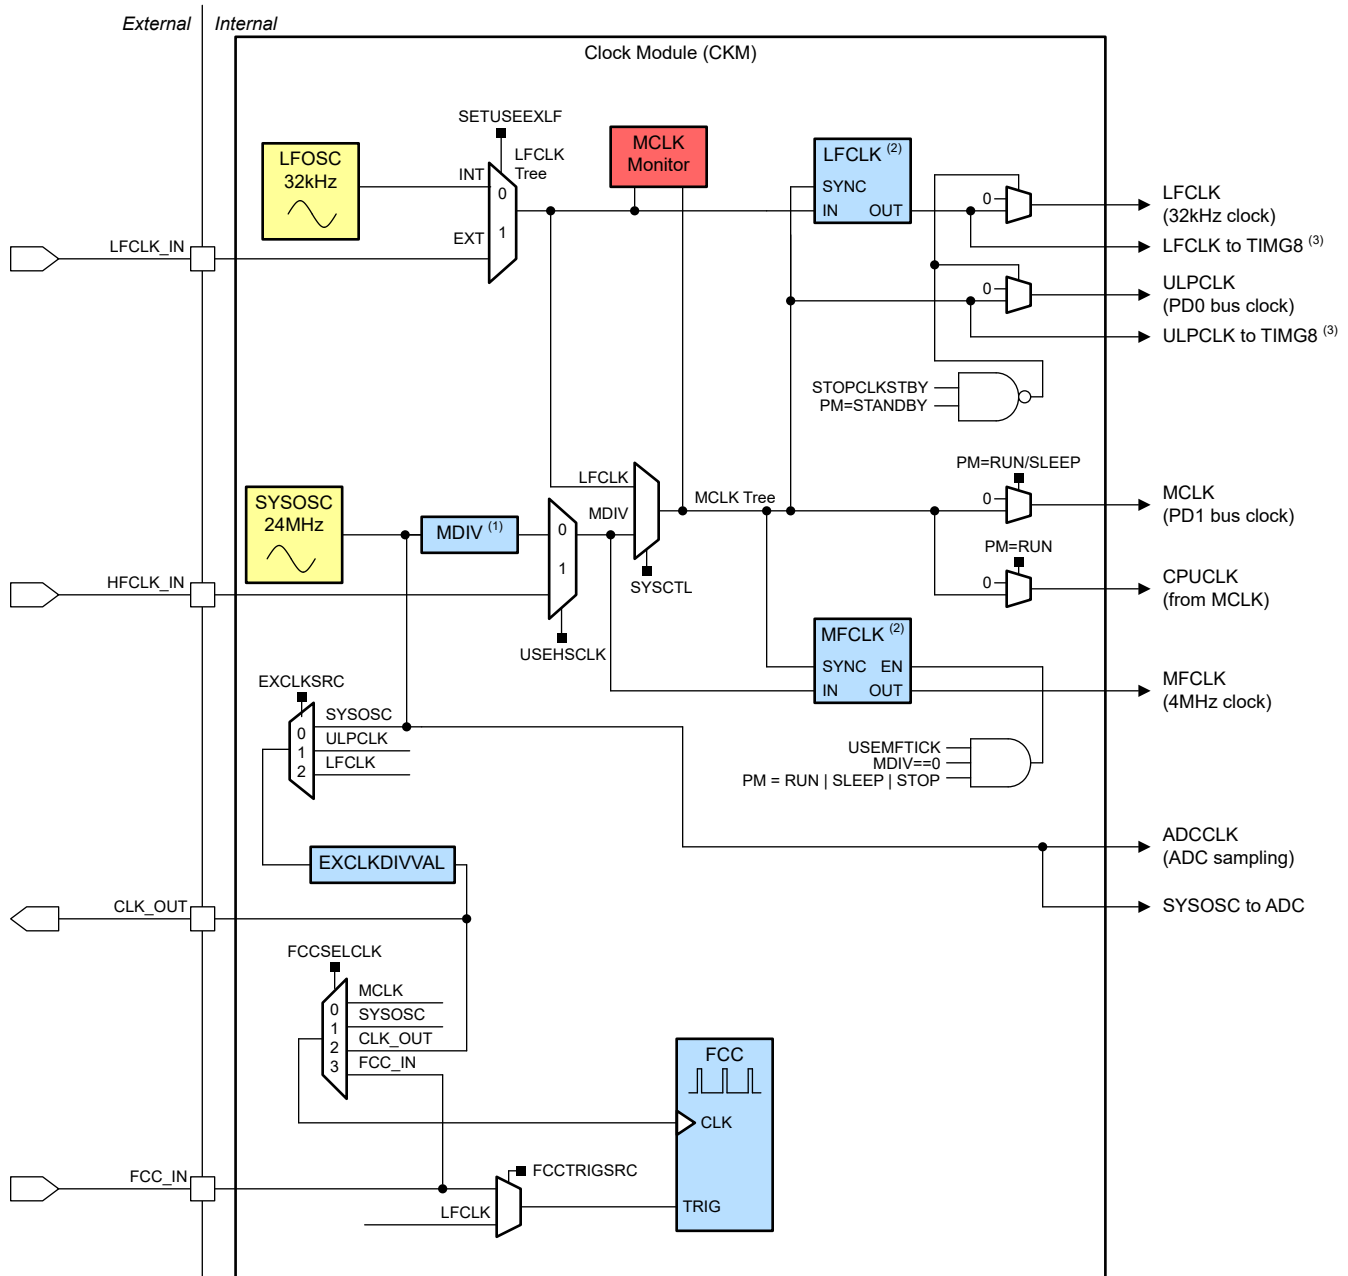 External Internal
Clock Module (CKM)
SETUSEEXLF
LFOSC
32kHz
INT
LFCLK
Tree
0
1
EXT
MCLK
Monitor
LFCLK (2)
SYNC
IN OUT
0
LFCLK
(32kHz clock)
LFCLK_IN
LFCLK to TIMG8 (3)
0
ULPCLK
(PD0 bus clock)
ULPCLK to TIMG8 (3)
STOPCLKSTBY
PM=STANDBY
PM=RUN/SLEEP
LFCLK
MDIV
MCLK Tree
0
MCLK
(PD1 bus clock)
SYSOSC
24MHz
MDIV (1)
0
1
SYSCTL
PM=RUN
0
CPUCLK
(from MCLK)
HFCLK_IN
USEHSCLK
MFCLK (2)
SYNC EN
IN OUT
MFCLK
(4MHz clock)
EXCLKSRC
0
1
2
SYSOSC
ULPCLK
LFCLK
USEMFTICK
MDIV==0
PM = RUN | SLEEP | STOP
ADCCLK
(ADC sampling)
EXCLKDIVVAL
CLK_OUT
SYSOSC to ADC
FCCSELCLK
0
1
2
3
MCLK
SYSOSC
CLK_OUT
FCC_IN
FCC
CLK
TRIG
FCC_IN
FCCTRIGSRC
LFCLK